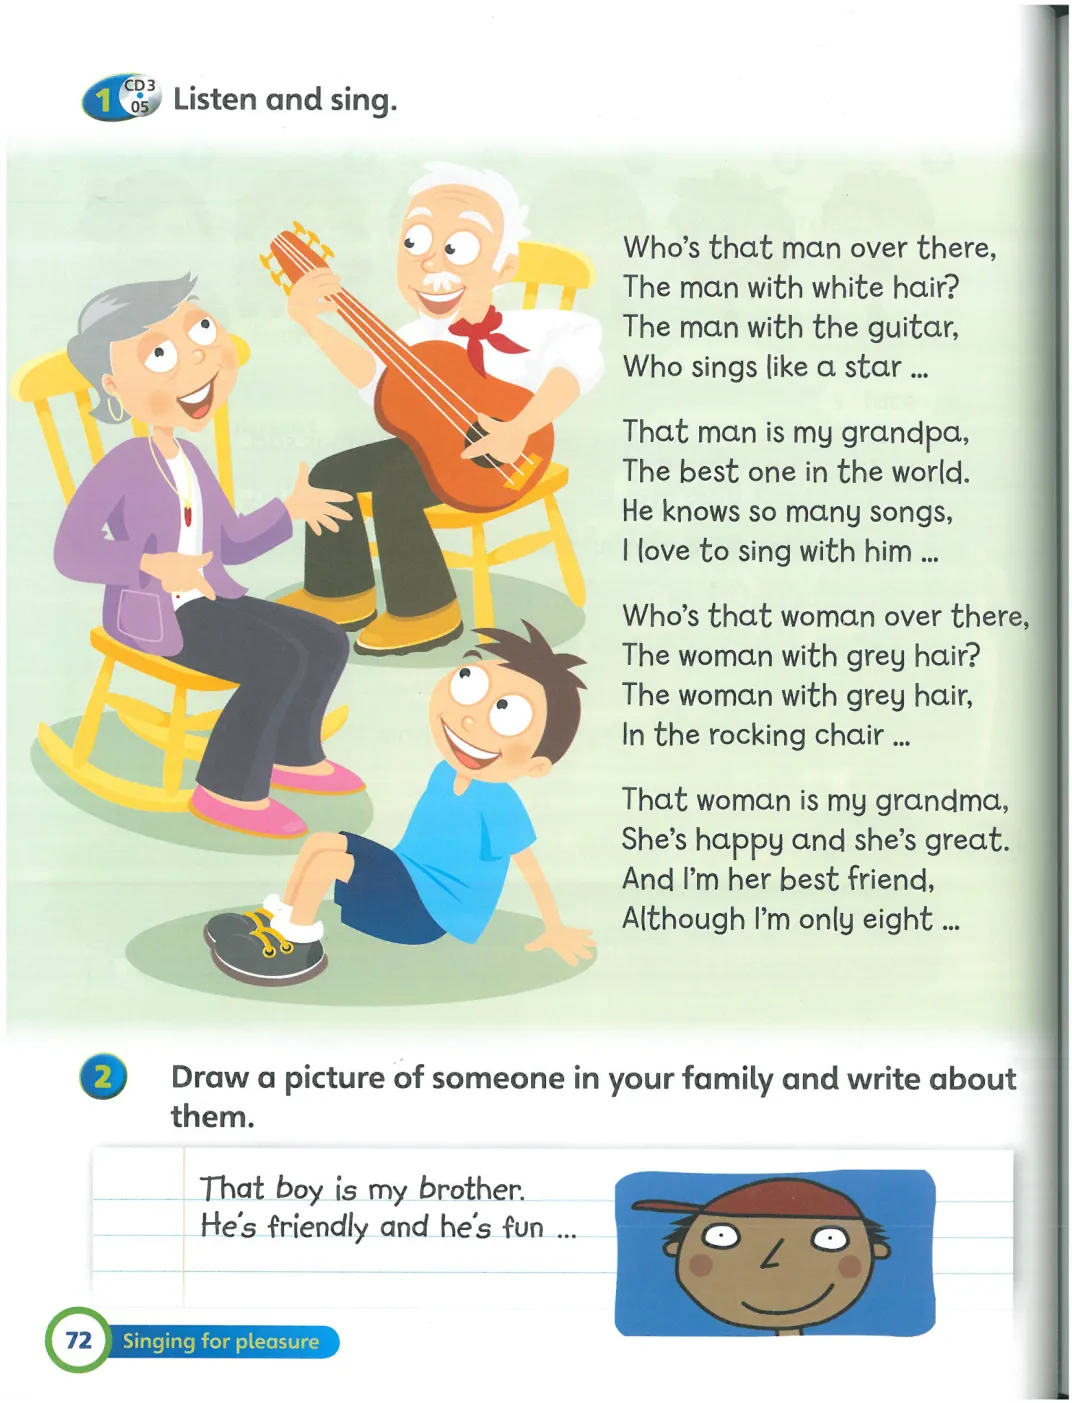 1 CD3 05 Listen and sing.
Who's that man over there,
The man with white hair?
The man with the guitar,
Who sings like a star ...
That man is my grandpa,
The best one in the world.
He knows so many songs,
I love to sing with him ...
Who's that woman over there,
The woman with grey hair?
The woman with grey hair,
In the rocking chair ...
That woman is my grandma,
She's happy and she's great.
And I'm her best friend,
Although I'm only eight ...
2 Draw a picture of someone in your family and write about
them.
That boy is my brother.
He's friendly and he's fun ...
72 Singing for pleasure